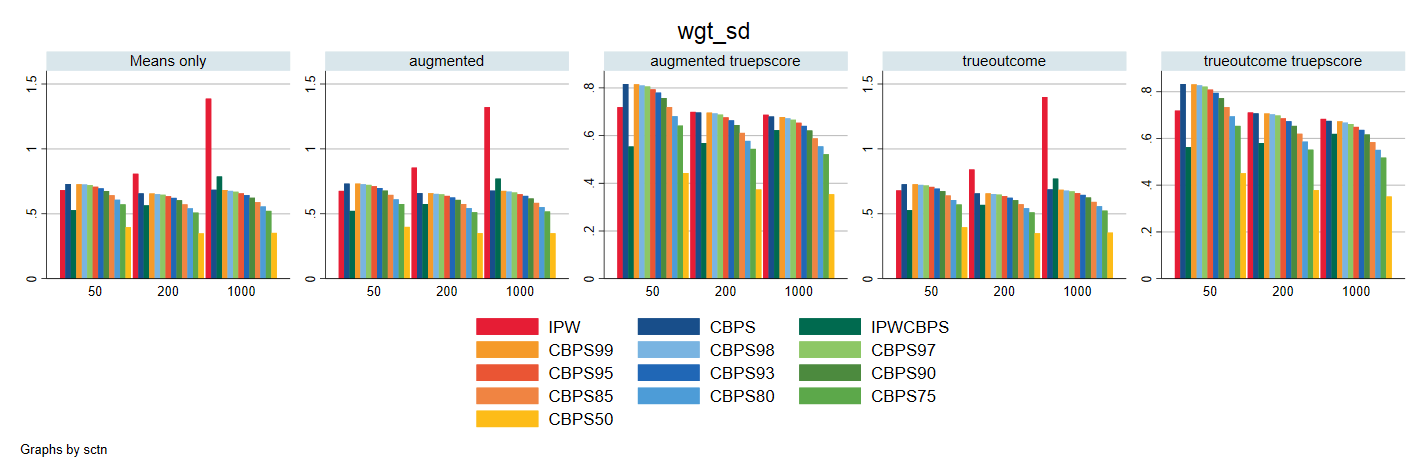 wgt_sd
Means only
augmented
augmented truepscore
trueoutcome
trueoutcome truepscore
0 .5 1 1.5
0 .5 1 1.5
0 .2 .4 .6 .8
0 .5 1 1.5
0 .2 .4 .6 .8
50 200 1000
50 200 1000
50 200 1000
50 200 1000
50 200 1000
IPW CBPS IPWCBPS
CBPS99 CBPS98 CBPS97
CBPS95 CBPS93 CBPS90
CBPS85 CBPS80 CBPS75
CBPS50
Graphs by sctn